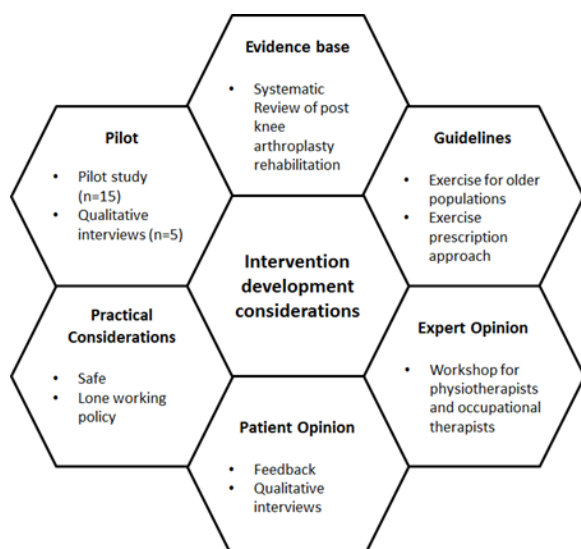 Evidence base
• Systematic
Review of post
knee
arthroplasty
rehabilitation
Pilot
• Pilot study
(n=15)
• Qualitative
interviews (n=5)
Guidelines
• Exercise for older
populations
• Exercise
prescription
approach
Intervention
development
considerations
Practical
Considerations
• Safe
• Lone working
policy
Expert Opinion
• Workshop for
physiotherapists
and occupational
therapists
Patient Opinion
• Feedback
• Qualitative
interviews